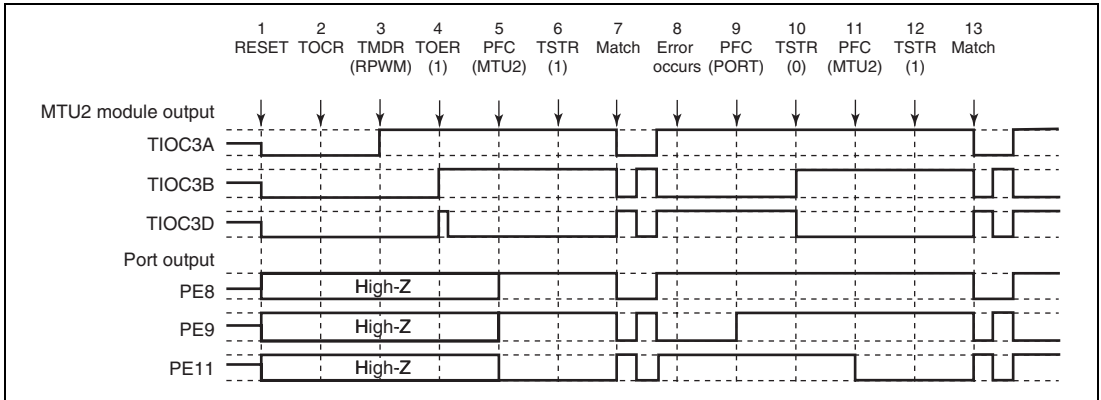 1 2 3 4 5 6 7 8 9 10 11 12 13
RESET TOCR TMDR TOER PFC TSTR Match Error PFC TSTR PFC TSTR Match
(RPWM) (1) (MTU2) (1) occurs (PORT) (0) (MTU2) (1)
MTU2 module output
TIOC3A
TIOC3B
TIOC3D
Port output
PE8 High-Z
PE9 High-Z
PE11 High-Z